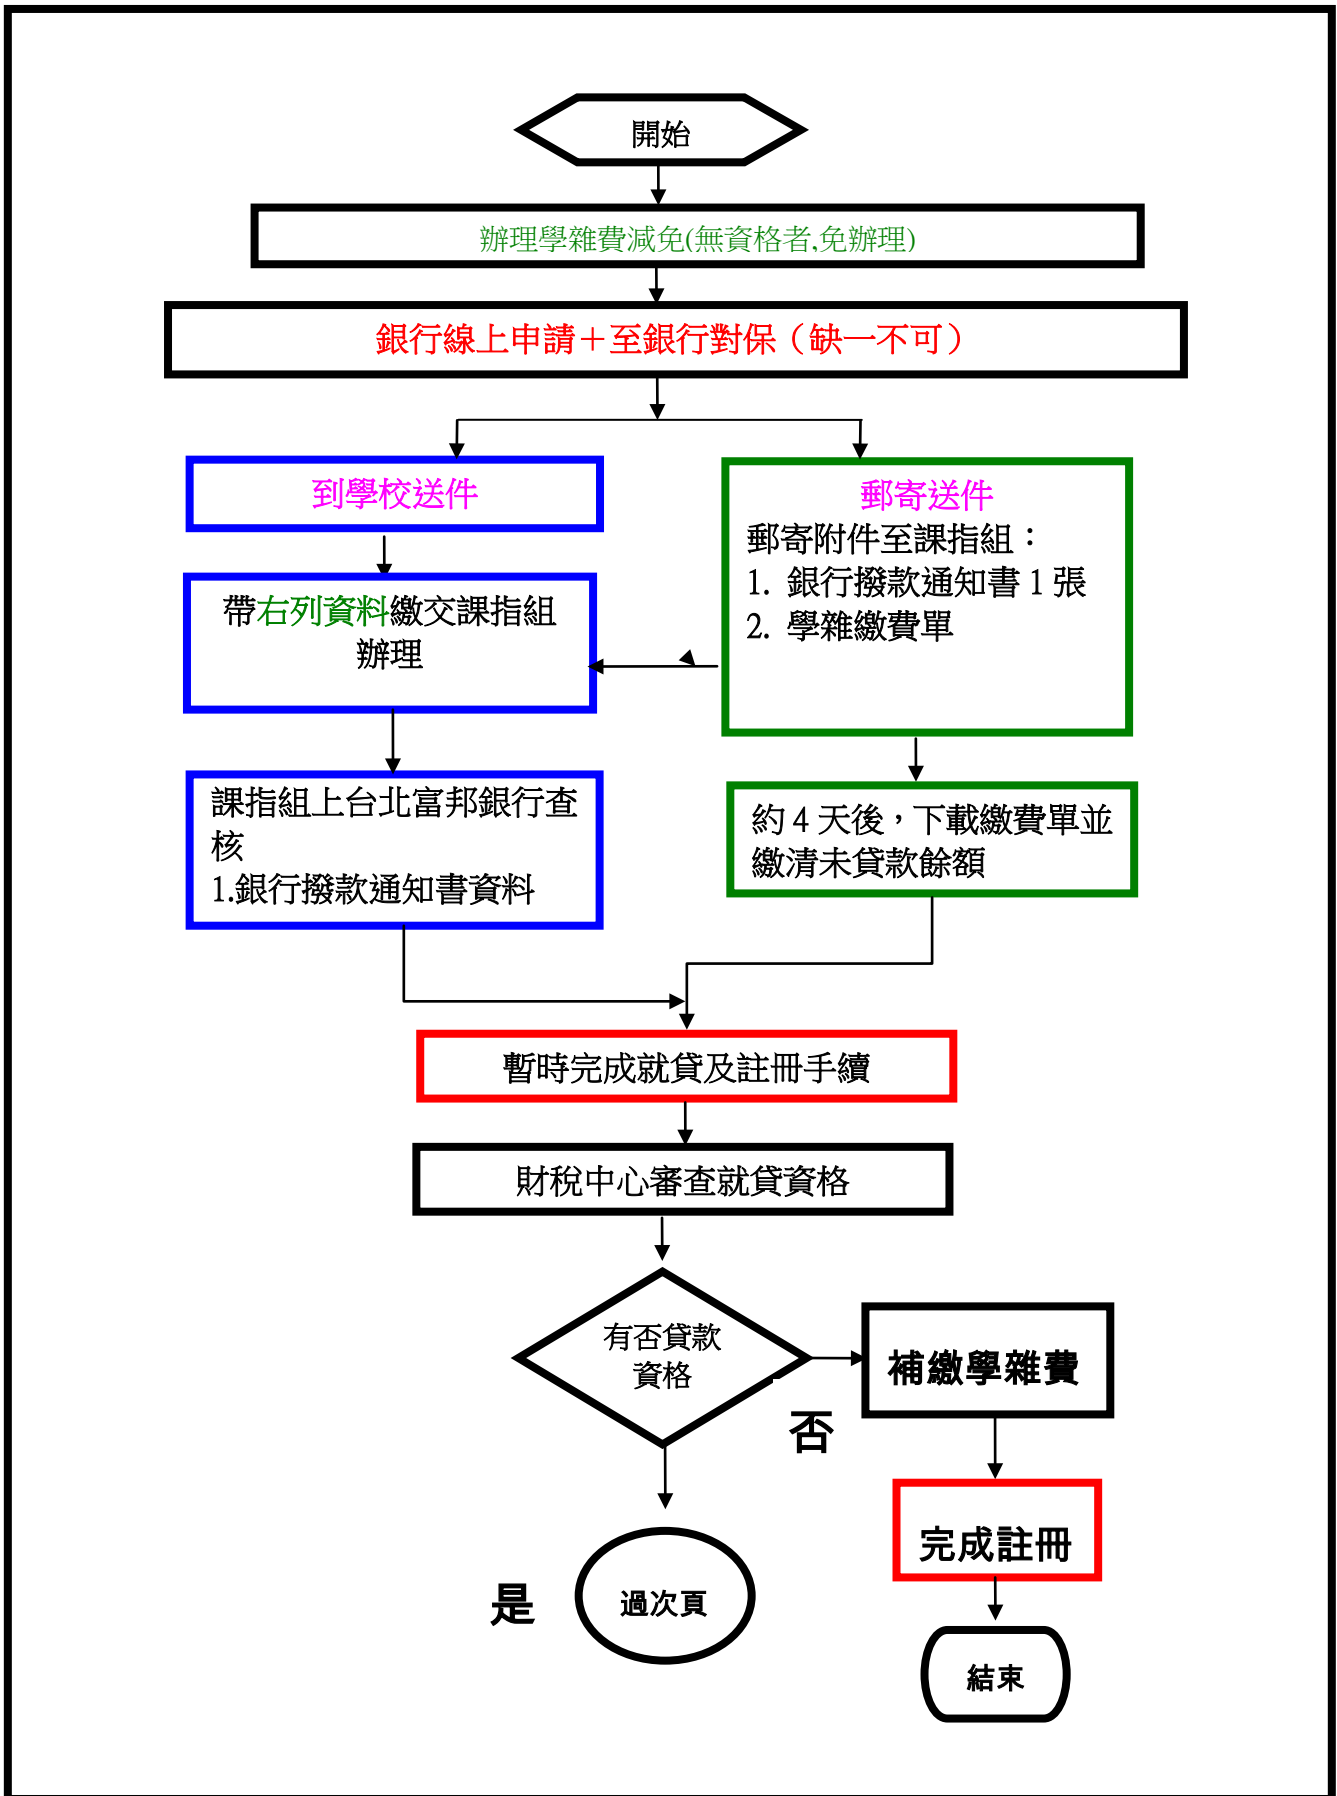 開始
辦理學雜費減免(無資格者,免辦理)
銀行線上申請＋至銀行對保（缺一不可）
到學校送件
帶右列資料繳交課指組
辦理
課指組上台北富邦銀行查
核
1.銀行撥款通知書資料
郵寄送件
郵寄附件至課指組：
1. 銀行撥款通知書 1 張
2. 學雜繳費單
約 4 天後，下載繳費單並
繳清未貸款餘額
暫時完成就貸及註冊手續
財稅中心審查就貸資格
有否貸款
資格
否
補繳學雜費
完成註冊
結束
是
過次頁